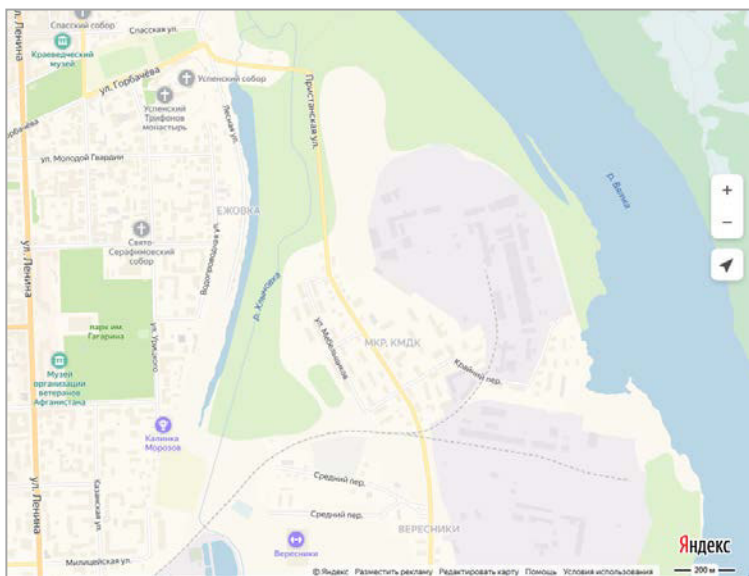 Спасский собор
Спасская ул.
ул. Ленина
Краеведческий
музей
ул. Горбачёва
Успенский собор
Успенский
Трифонов
монастырь
Пристанская ул.
Лесная ул.
ул. Молодой Гвардии
ЕЖОВКА
р. Вятка
Свято-
Серафимовский
собор
ул. Ленина
Водопроводная ул.
р. Хлыновка
парк им.
Гагарина
ул. Урицкого
ул. Мебельщиков
МКР. КМДК
Крайний пер.
Музей
организации
ветеранов
Афганистана
Калинка
Морозов
ул. Ленина
Казанская ул.
Средний пер.
Средний пер.
ВЕРЕСНИКИ
Вересники
Милицейская ул.
Яндекс
© Яндекс Разместить рекламу Редактировать карту Помощь Условия использования
200 м